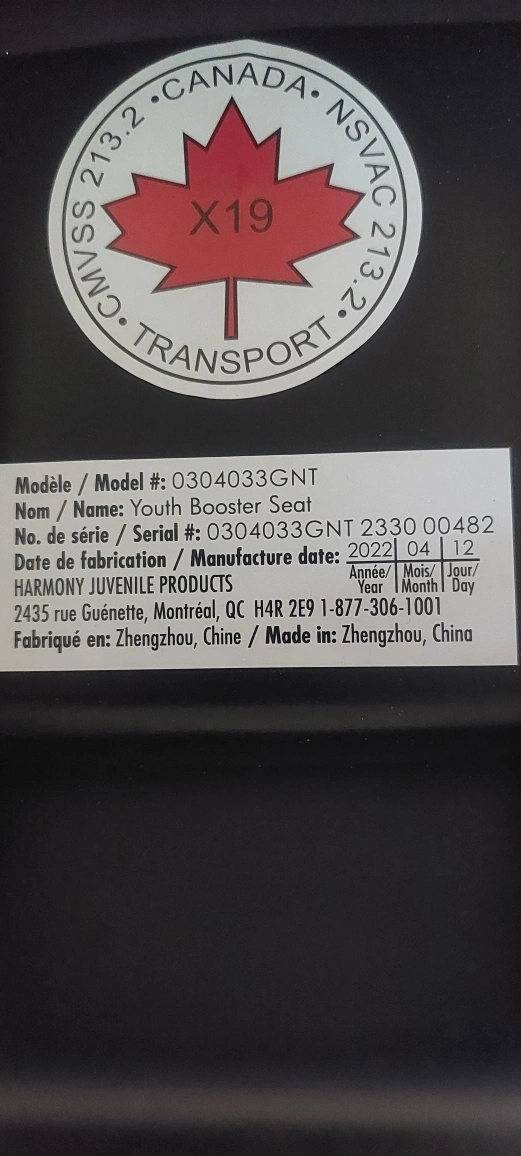 CMVSS 213.2 • CANADA • NSVAC 213.2 • TRANSPORT •
X19
Modèle / Model #: 0304033GNT
Nom / Name: Youth Booster Seat
No. de série / Serial #: 0304033GNT 2330 00482
Date de fabrication / Manufacture date: 2022 04 12
Année/ Mois/ Jour/
Year Month Day
HARMONY JUVENILE PRODUCTS
2435 rue Guénette, Montréal, QC H4R 2E9 1-877-306-1001
Fabriqué en: Zhengzhou, Chine / Made in: Zhengzhou, China